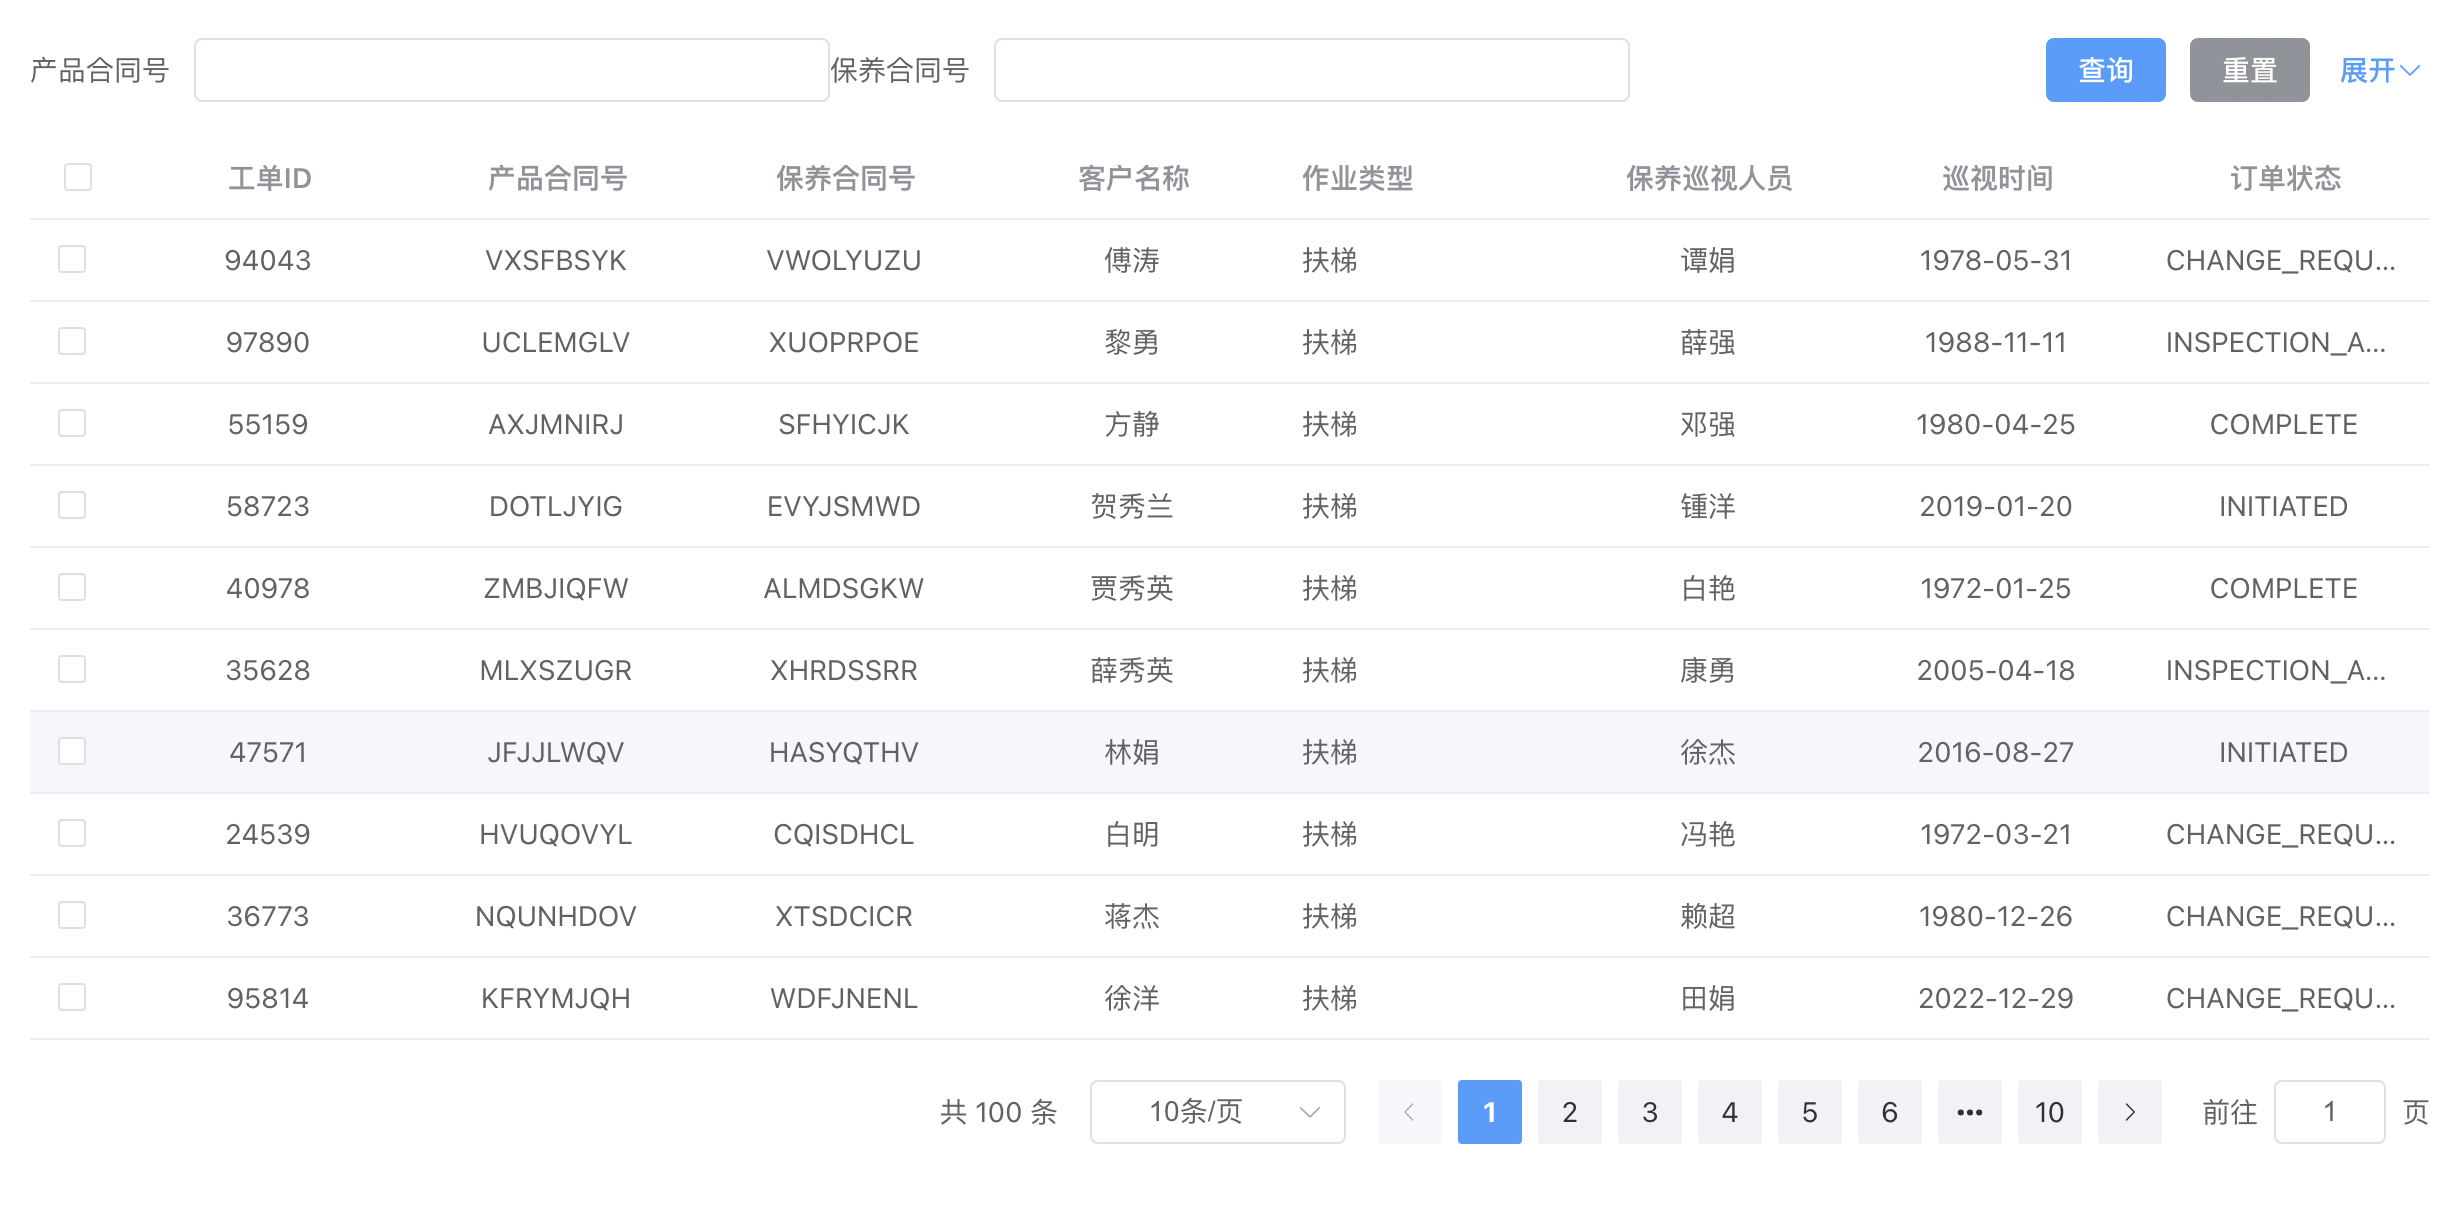 产品合同号 保养合同号 查询 重置 展开
工单ID 产品合同号 保养合同号 客户名称 作业类型 保养巡视人员 巡视时间 订单状态
94043 VXSFBSYK VWOLYUZU 傅涛 扶梯 谭娟 1978-05-31 CHANGE_REQU...
97890 UCLEMGLV XUOPRPOE 黎勇 扶梯 薛强 1988-11-11 INSPECTION_A...
55159 AXJMNIRJ SFHYICJK 方静 扶梯 邓强 1980-04-25 COMPLETE
58723 DOTLJYIG EVYJSMWD 贺秀兰 扶梯 锺洋 2019-01-20 INITIATED
40978 ZMBJIQFW ALMDSGKW 贾秀英 扶梯 白艳 1972-01-25 COMPLETE
35628 MLXSZUGR XHRDSSRR 薛秀英 扶梯 康勇 2005-04-18 INSPECTION_A...
47571 JFJJLWQV HASYQTHV 林娟 扶梯 徐杰 2016-08-27 INITIATED
24539 HVUQOVYL CQISDHCL 白明 扶梯 冯艳 1972-03-21 CHANGE_REQU...
36773 NQUNHDOV XTSDCICR 蒋杰 扶梯 赖超 1980-12-26 CHANGE_REQU...
95814 KFRYMJQH WDFJNENL 徐洋 扶梯 田娟 2022-12-29 CHANGE_REQU...
共 100 条 10条/页 1 2 3 4 5 6 ••• 10 前往 1 页